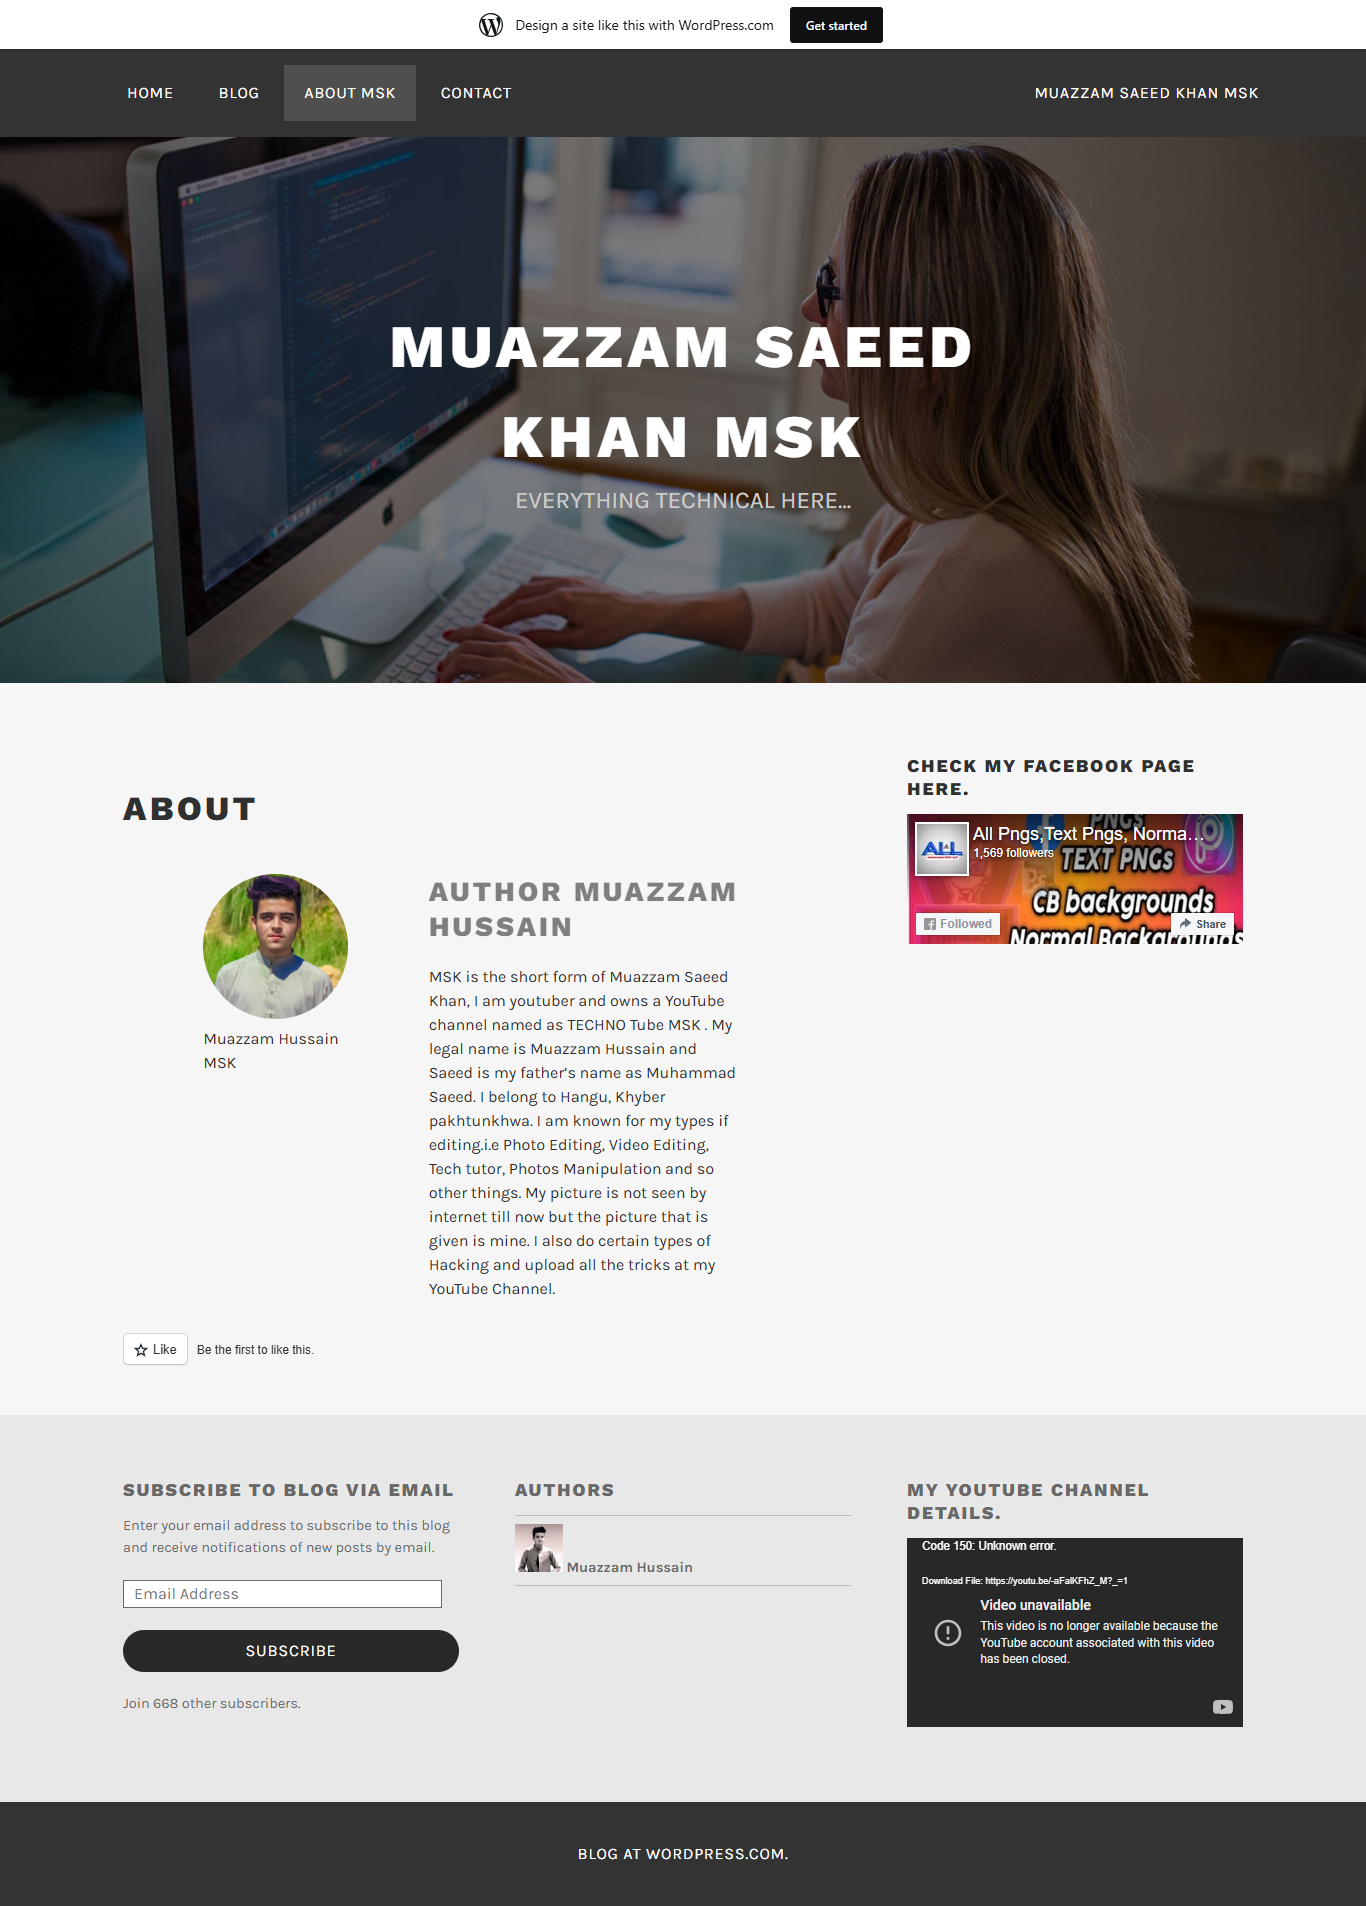 Design a site like this with WordPress.com
Get started
HOME
BLOG
ABOUT MSK
CONTACT
MUAZZAM SAEED KHAN MSK
MUAZZAM SAEED
KHAN MSK
EVERYTHING TECHNICAL HERE...
ABOUT
Muazzam Hussain
MSK
AUTHOR MUAZZAM
HUSSAIN
MSK is the short form of Muazzam Saeed
Khan, I am youtuber and owns a YouTube
channel named as TECHNO Tube MSK . My
legal name is Muazzam Hussain and
Saeed is my father's name as Muhammad
Saeed. I belong to Hangu, Khyber
pakhtunkhwa. I am known for my types if
editing.i.e Photo Editing, Video Editing,
Tech tutor, Photos Manipulation and so
other things. My picture is not seen by
internet till now but the picture that is
given is mine. I also do certain types of
Hacking and upload all the tricks at my
YouTube Channel.
Like
Be the first to like this.
CHECK MY FACEBOOK PAGE
HERE.
PNGs
All Pngs,Text Pngs, Norma...
1,569 followers
ALL
TEXT PNGs
CB backgrounds
Normal Backgrounds
Followed
Share
SUBSCRIBE TO BLOG VIA EMAIL
Enter your email address to subscribe to this blog
and receive notifications of new posts by email.
Email Address
SUBSCRIBE
Join 668 other subscribers.
AUTHORS
Muazzam Hussain
MY YOUTUBE CHANNEL
DETAILS.
Code 150: Unknown error.
Download File: https://youtu.be/-aFalKFhZ_M?_=1
Video unavailable
This video is no longer available because the
YouTube account associated with this video
has been closed.
BLOG AT WORDPRESS.COM.